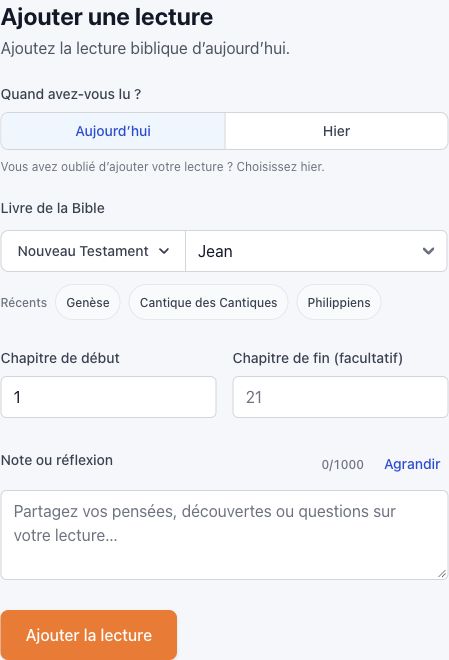 Ajouter une lecture
Ajoutez la lecture biblique d’aujourd’hui.
Quand avez-vous lu ?
Aujourd’hui
Hier
Vous avez oublié d’ajouter votre lecture ? Choisissez hier.
Livre de la Bible
Nouveau Testament
Jean
Récents
Genèse
Cantique des Cantiques
Philippiens
Chapitre de début
Chapitre de fin (facultatif)
1
21
Note ou réflexion
0/1000
Agrandir
Partagez vos pensées, découvertes ou questions sur
votre lecture...
Ajouter la lecture